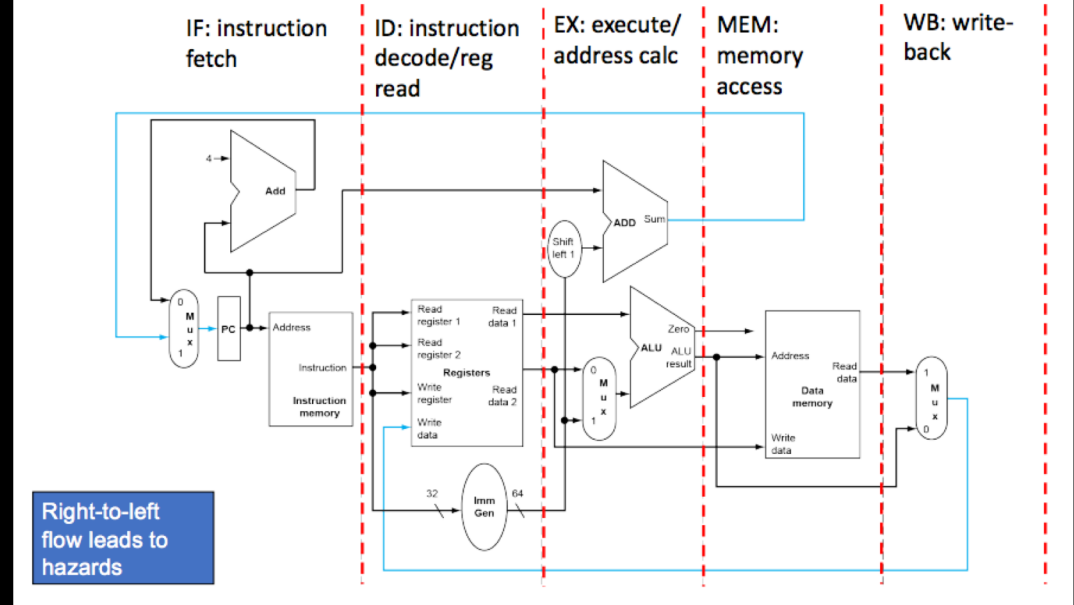 IF: instruction
fetch
ID: instruction
decode/reg
read
EX: execute/
address calc
MEM:
memory
access
WB: write-
back
4
Add
ADD Sum
Shift
left 1
0
M
u
x
1
PC
Address
Instruction
Instruction
memory
Read
register 1
Read
register 2
Write
register
Write
data
Registers
Read
data 1
Read
data 2
32
Imm
Gen
64
0
M
u
x
1
Zero
ALU
ALU
result
Address
Read
data
Data
memory
Write
data
1
M
u
x
0
Right-to-left
flow leads to
hazards